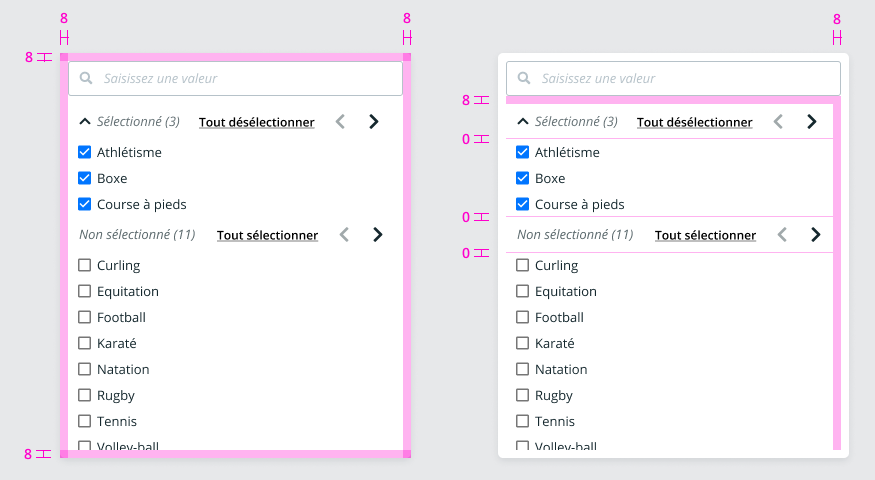 8
8
8
Saisissez une valeur
Sélectionné (3) Tout désélectionner
Athlétisme
Boxe
Course à pieds
Non sélectionné (11) Tout sélectionner
Curling
Equitation
Football
Karaté
Natation
Rugby
Tennis
Volley-ball
8
8
Saisissez une valeur
8
Sélectionné (3) Tout désélectionner
0
Athlétisme
Boxe
Course à pieds
0
Non sélectionné (11) Tout sélectionner
0
Curling
Equitation
Football
Karaté
Natation
Rugby
Tennis
Volley-ball